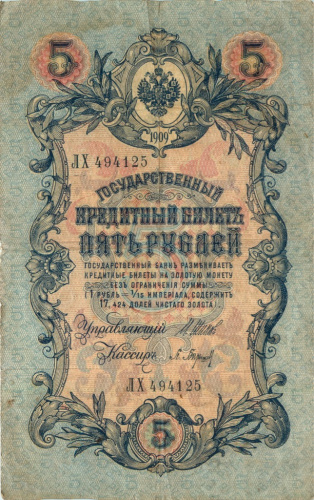 5 5
1909
ЛХ 494125
ГОСУДАРСТВЕННЫЙ
КРЕДИТНЫЙ БИЛЕТЪ
ПЯТЬ РУБЛЕЙ
ГОСУДАРСТВЕННЫЙ БАНКЪ РАЗМѢНИВАЕТЪ
КРЕДИТНЫЕ БИЛЕТЫ НА ЗОЛОТУЮ МОНЕТУ
БЕЗЪ ОГРАНИЧЕНІЯ СУММЫ
(1 РУБЛЬ = 1/15 ИМПЕРІАЛА, СОДЕРЖИТЪ
17,424 ДОЛЕЙ ЧИСТАГО ЗОЛОТА).
Управляющій
Кассиръ
ЛХ 494125
5